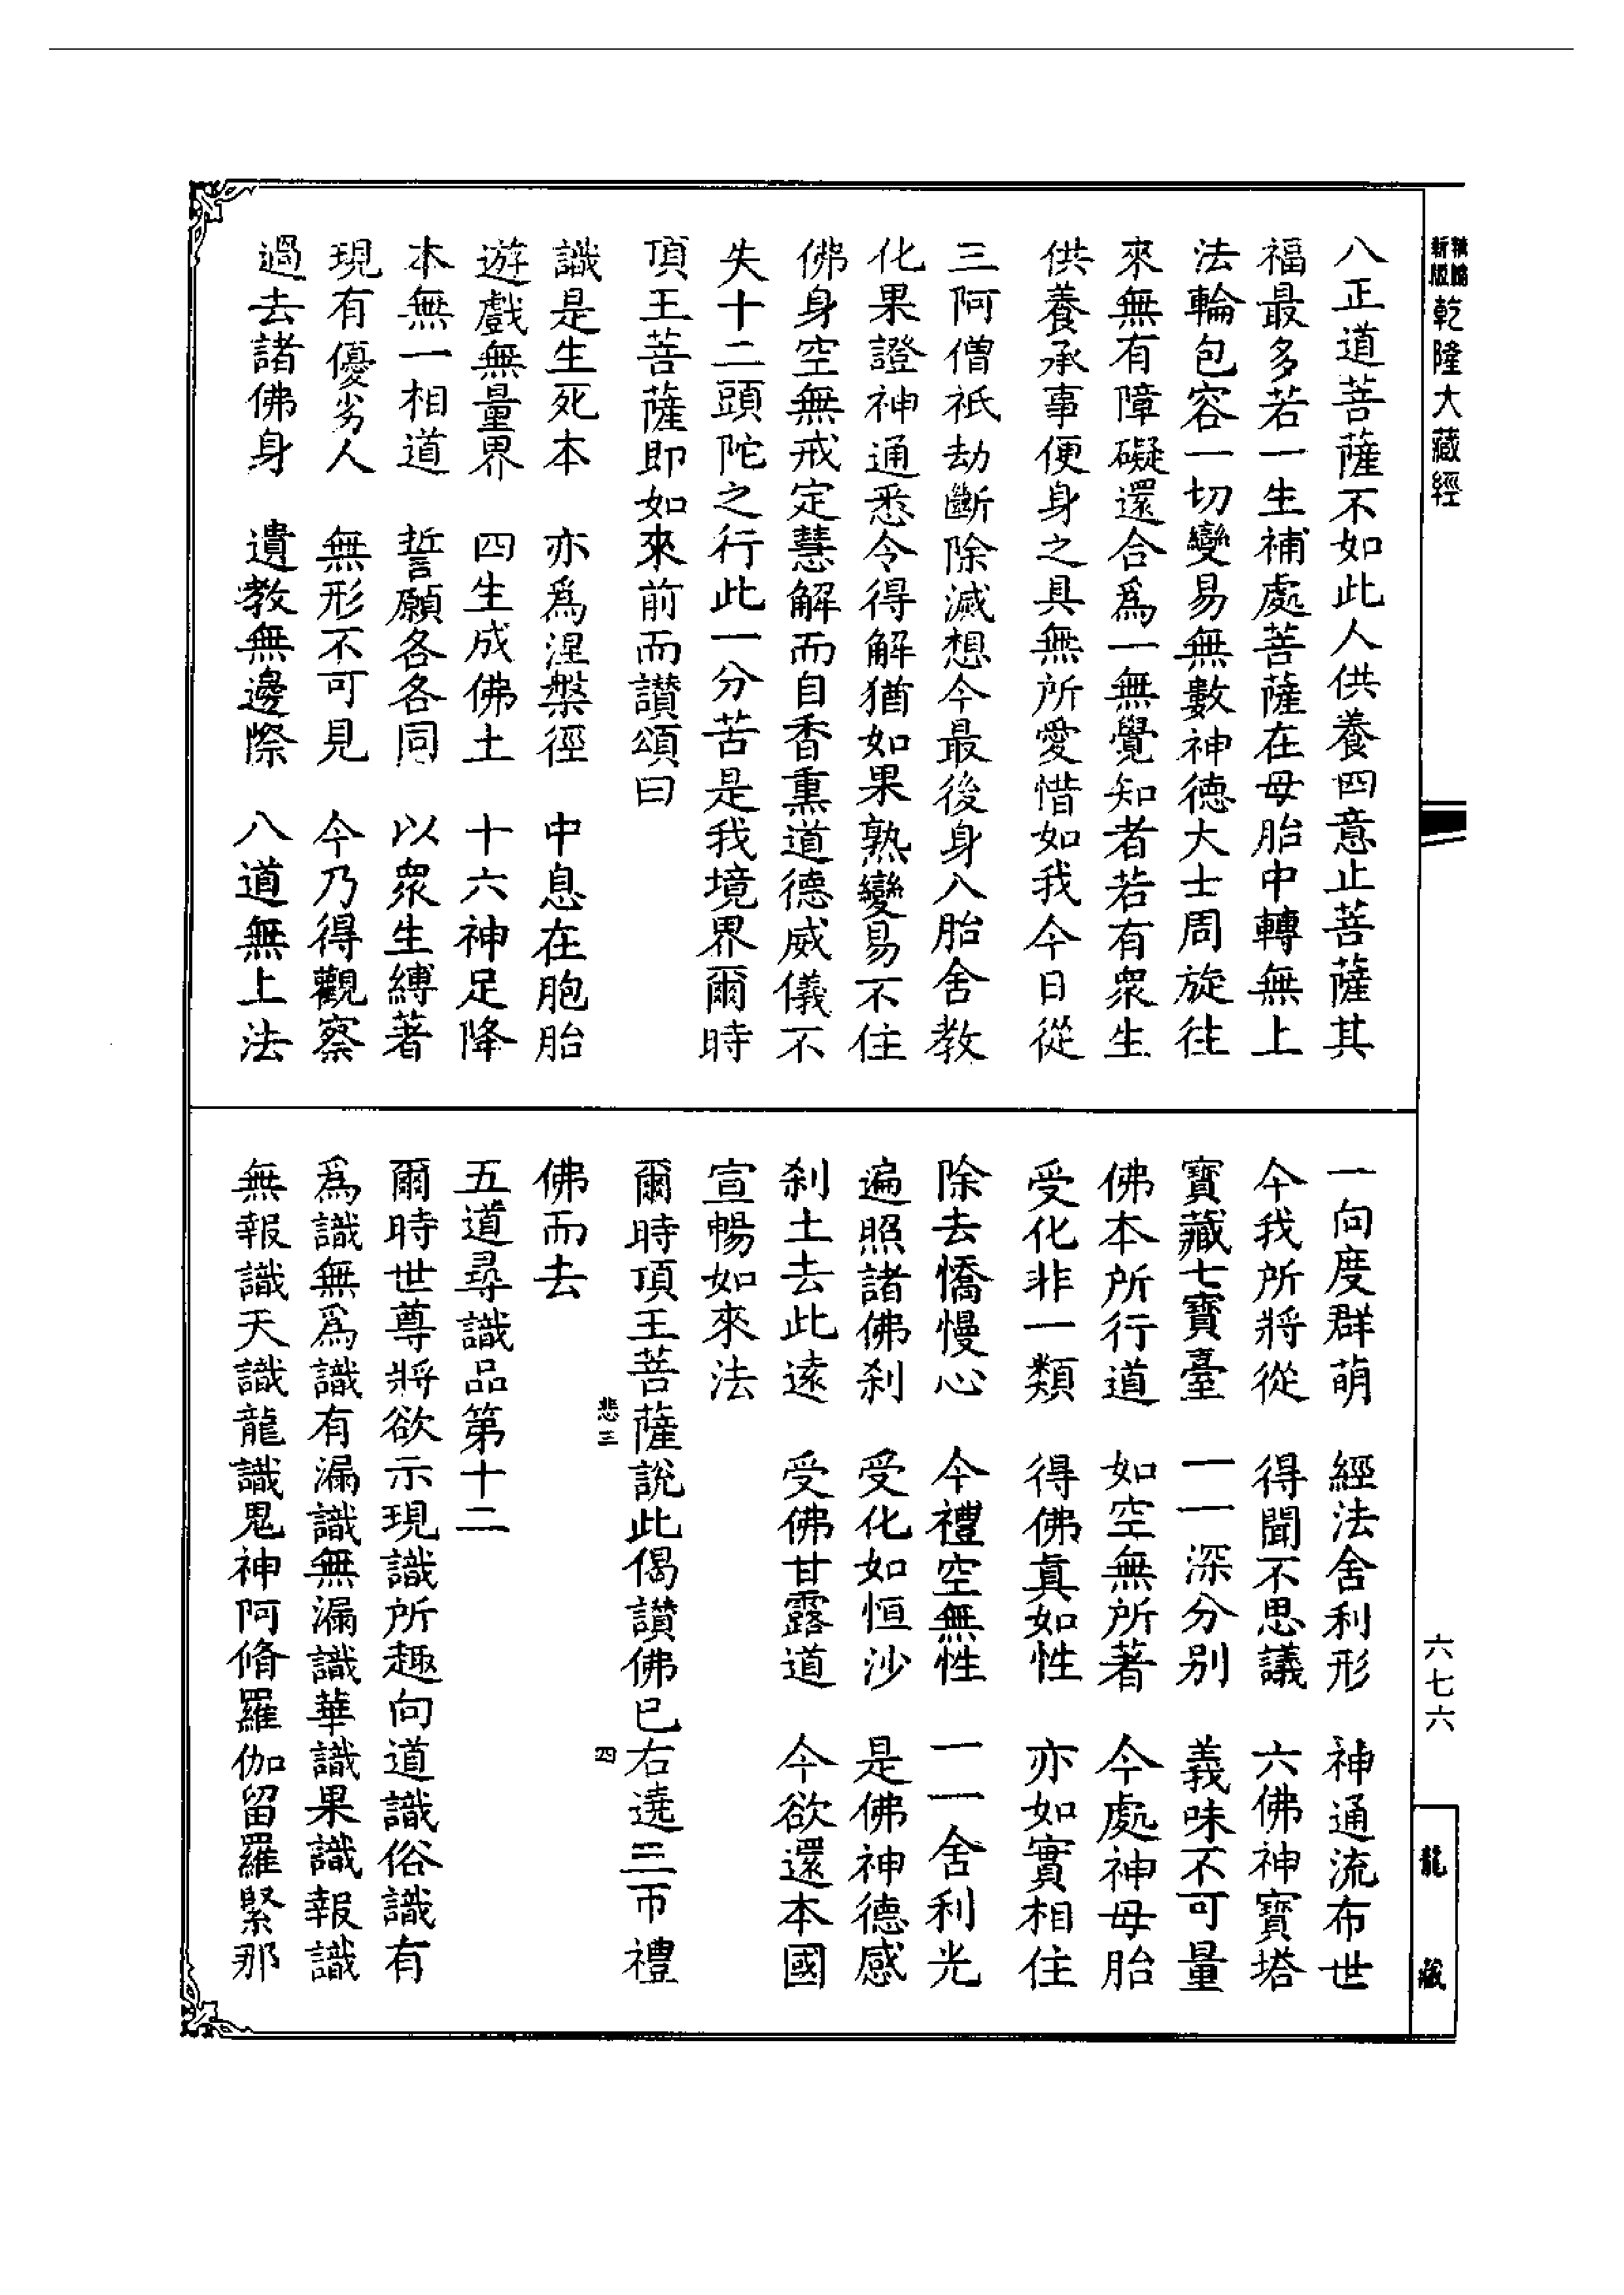 新版精縮乾隆大藏經
六七六
龍藏
八正道菩薩不如此人供養四意止菩薩其
福最多若一生補處菩薩在母胎中轉無上
法輪包容一切變易無數神德大士周旋往
來無有障礙還合爲一無覺知者若有衆生
供養承事便身之具無所愛惜如我今日從
三阿僧祇劫斷除滅想今最後身入胎舍教
化果證神通悉令得解猶如果熟變易不住
佛身空無戒定慧解而自香熏道德威儀不
失十二頭陀之行此一分苦是我境界爾時
頂王菩薩即如來前而讃頌曰
識是生死本　亦爲涅槃徑　中息在胞胎
遊戲無量界　四生成佛土　十六神足降
本無一相道　誓願各各同　以衆生縛著
現有優劣人　無形不可見　今乃得觀察
過去諸佛身　遺教無邊際　八道無上法
一向度群萌　經法舍利形　神通流布世
今我所將從　得聞不思議　六佛神寶塔
寶藏七寶臺　一一深分别　義味不可量
佛本所行道　如空無所著　今處神母胎
受化非一類　得佛真如性　亦如實相住
除去憍慢心　今禮空無性　一一舍利光
遍照諸佛刹　受化如恒沙　是佛神德感
刹土去此遠　受佛甘露道　今欲還本國
宣暢如來法
爾時頂王菩薩說此偈讃佛已右遶三帀禮
悲三　四
佛而去
五道尋識品第十二
爾時世尊將欲示現識所趣向道識俗識有
爲識無爲識有漏識無漏識華識果識報識
無報識天識龍識鬼神阿脩羅伽留羅緊那